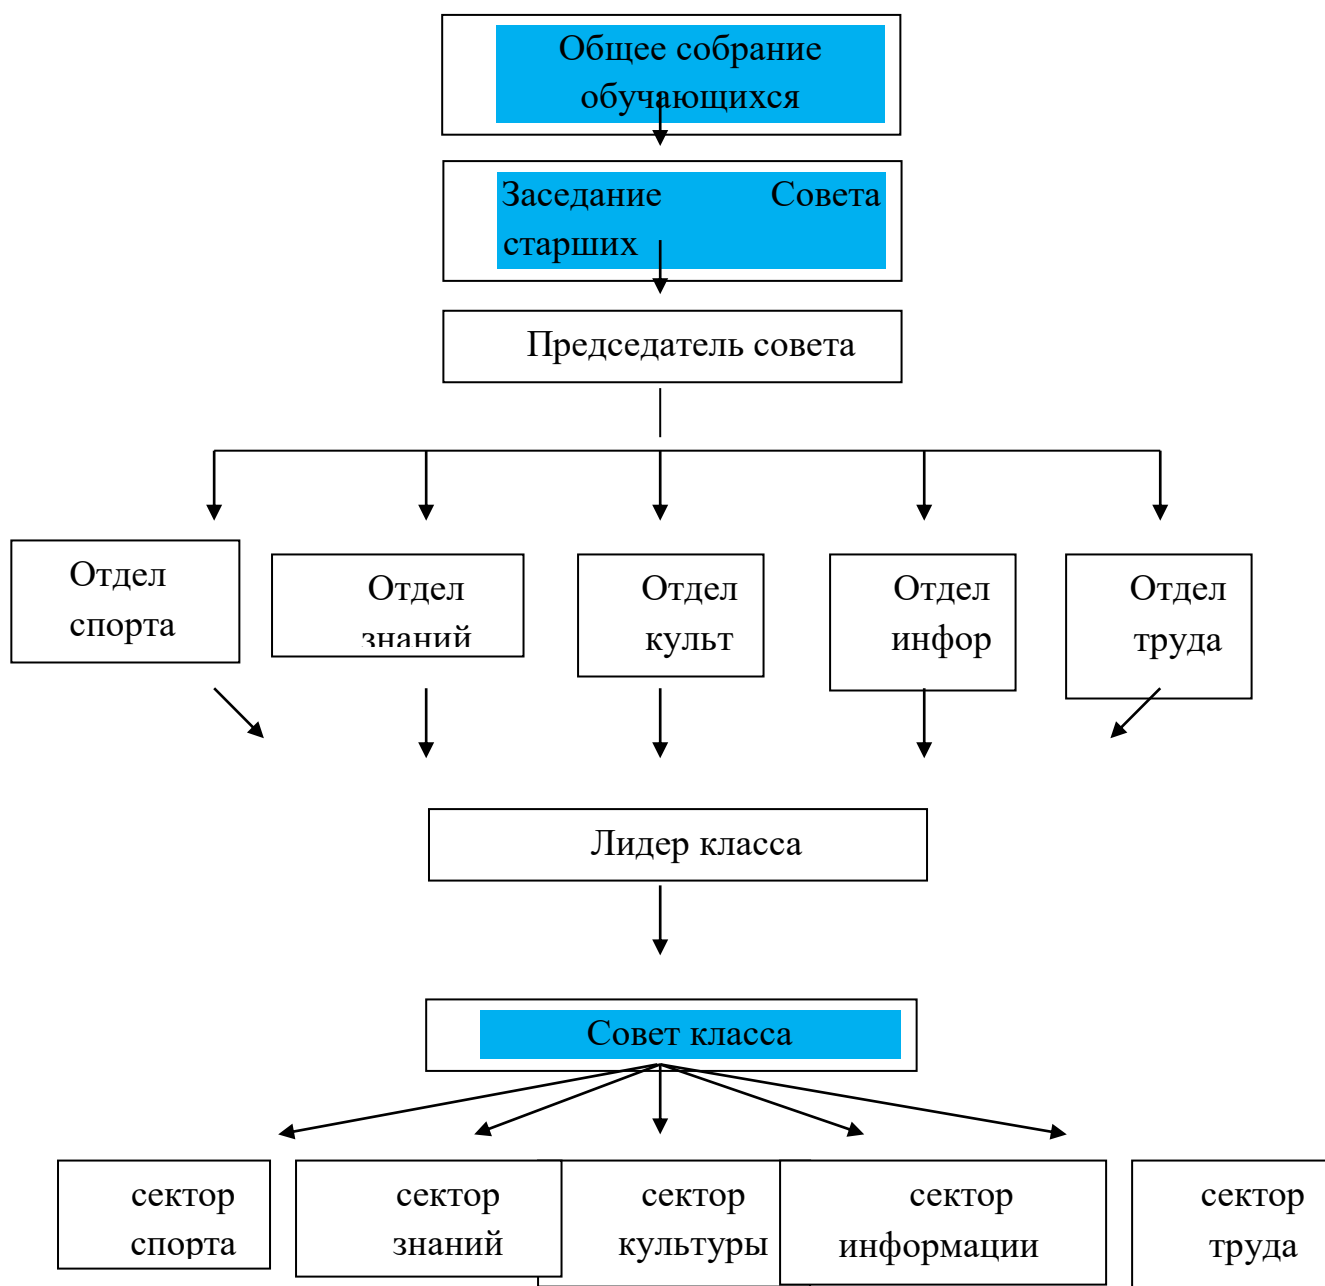 Общее собрание
обучающихся
Заседание Совета
старших
Председатель совета
Отдел
спорта
Отдел
знаний
Отдел
культ
Отдел
инфор
Отдел
труда
Лидер класса
Совет класса
сектор
спорта
сектор
знаний
сектор
культуры
сектор
информации
сектор
труда